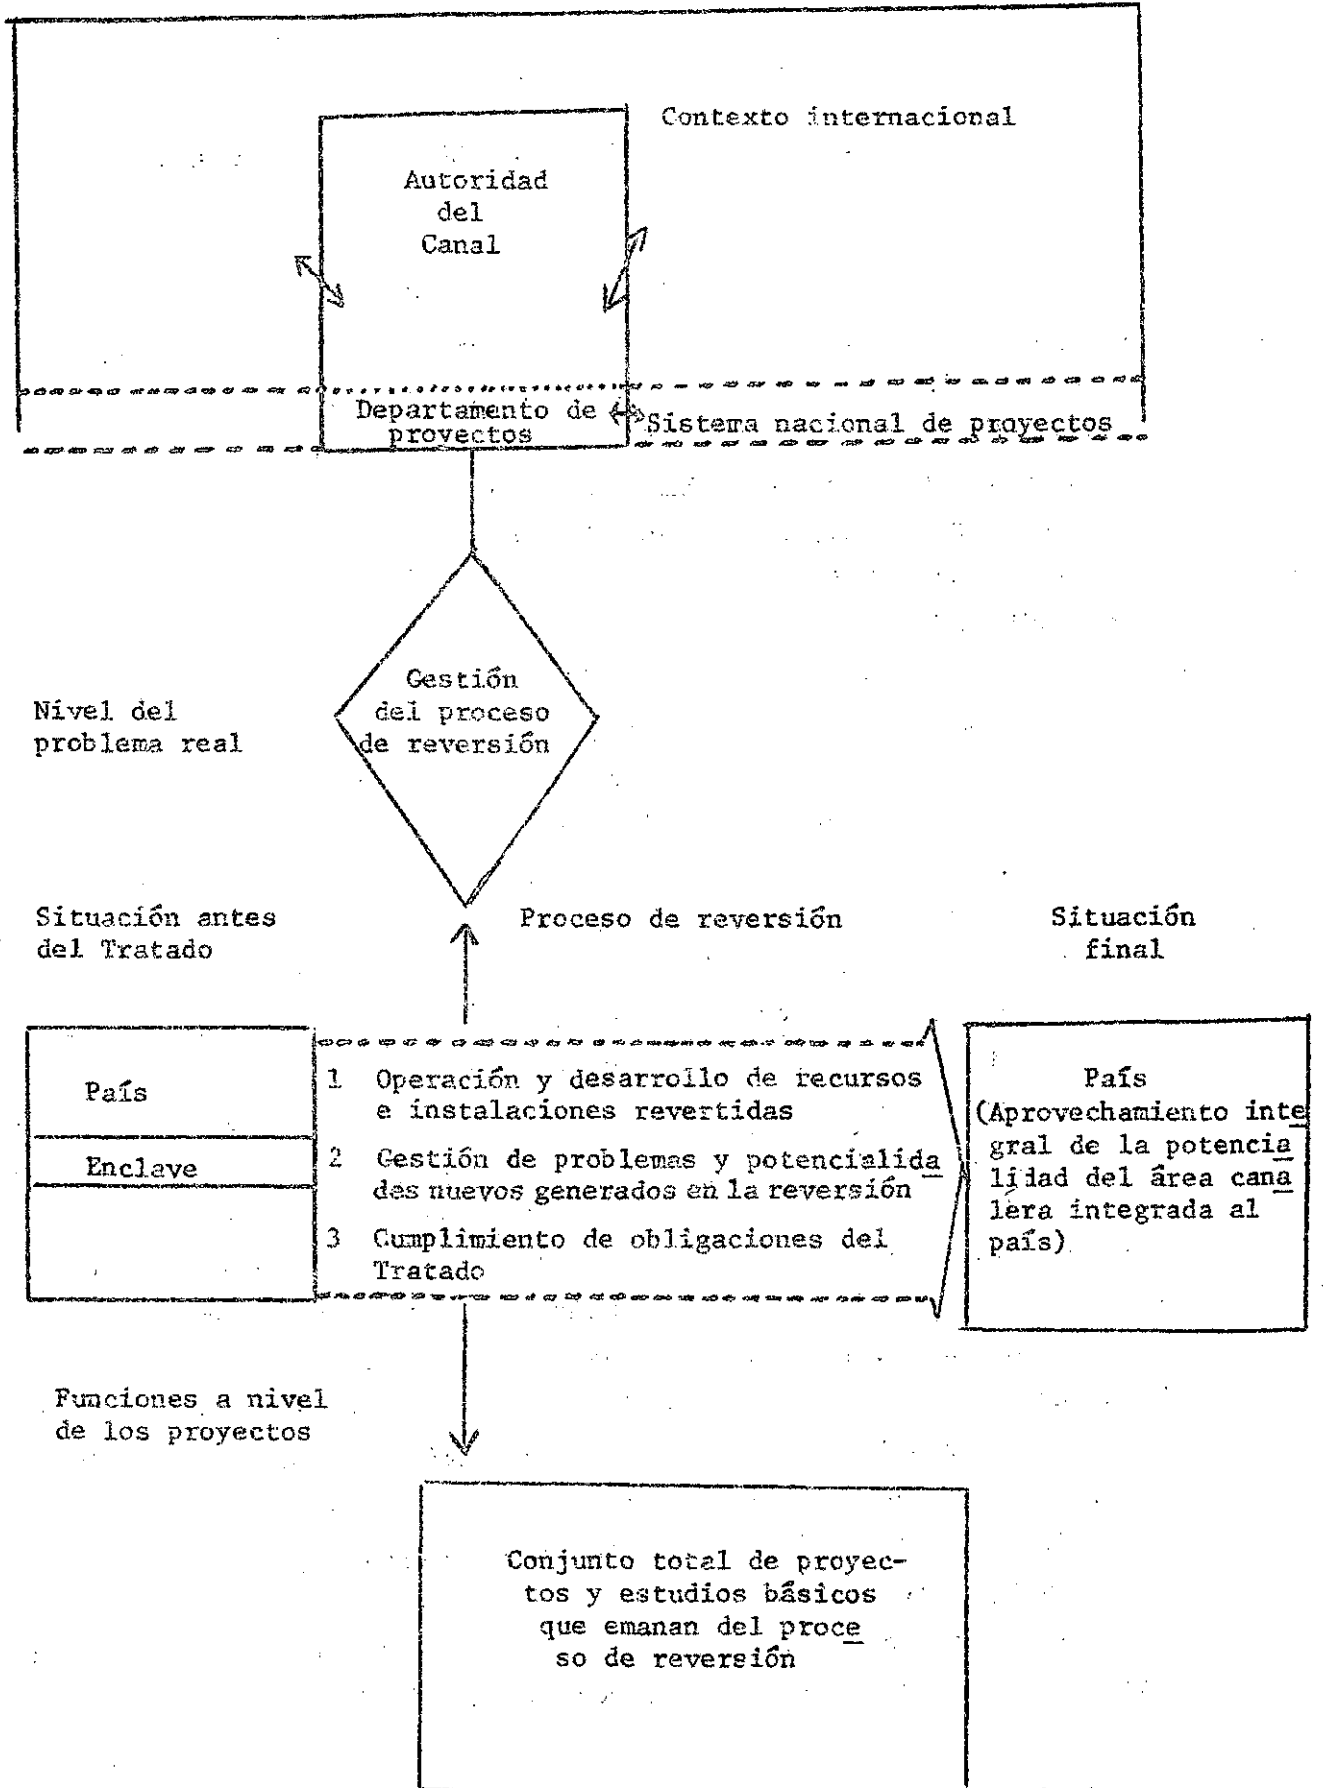 Contexto internacional
Autoridad
del
Canal
Departamento de
proyectos
Sistema nacional de proyectos
Gestión
del proceso
de reversión
Nivel del
problema real
Situación antes
del Tratado
Proceso de reversión
Situación
final
País
Enclave
1 Operación y desarrollo de recursos
e instalaciones revertidas
2 Gestión de problemas y potencialida
des nuevos generados en la reversión
3 Cumplimiento de obligaciones del
Tratado
País
(Aprovechamiento inte
gral de la potencia
lidad del área cana
lera integrada al
país)
Funciones a nivel
de los proyectos
Conjunto total de proyec-
tos y estudios básicos
que emanan del proce
so de reversión